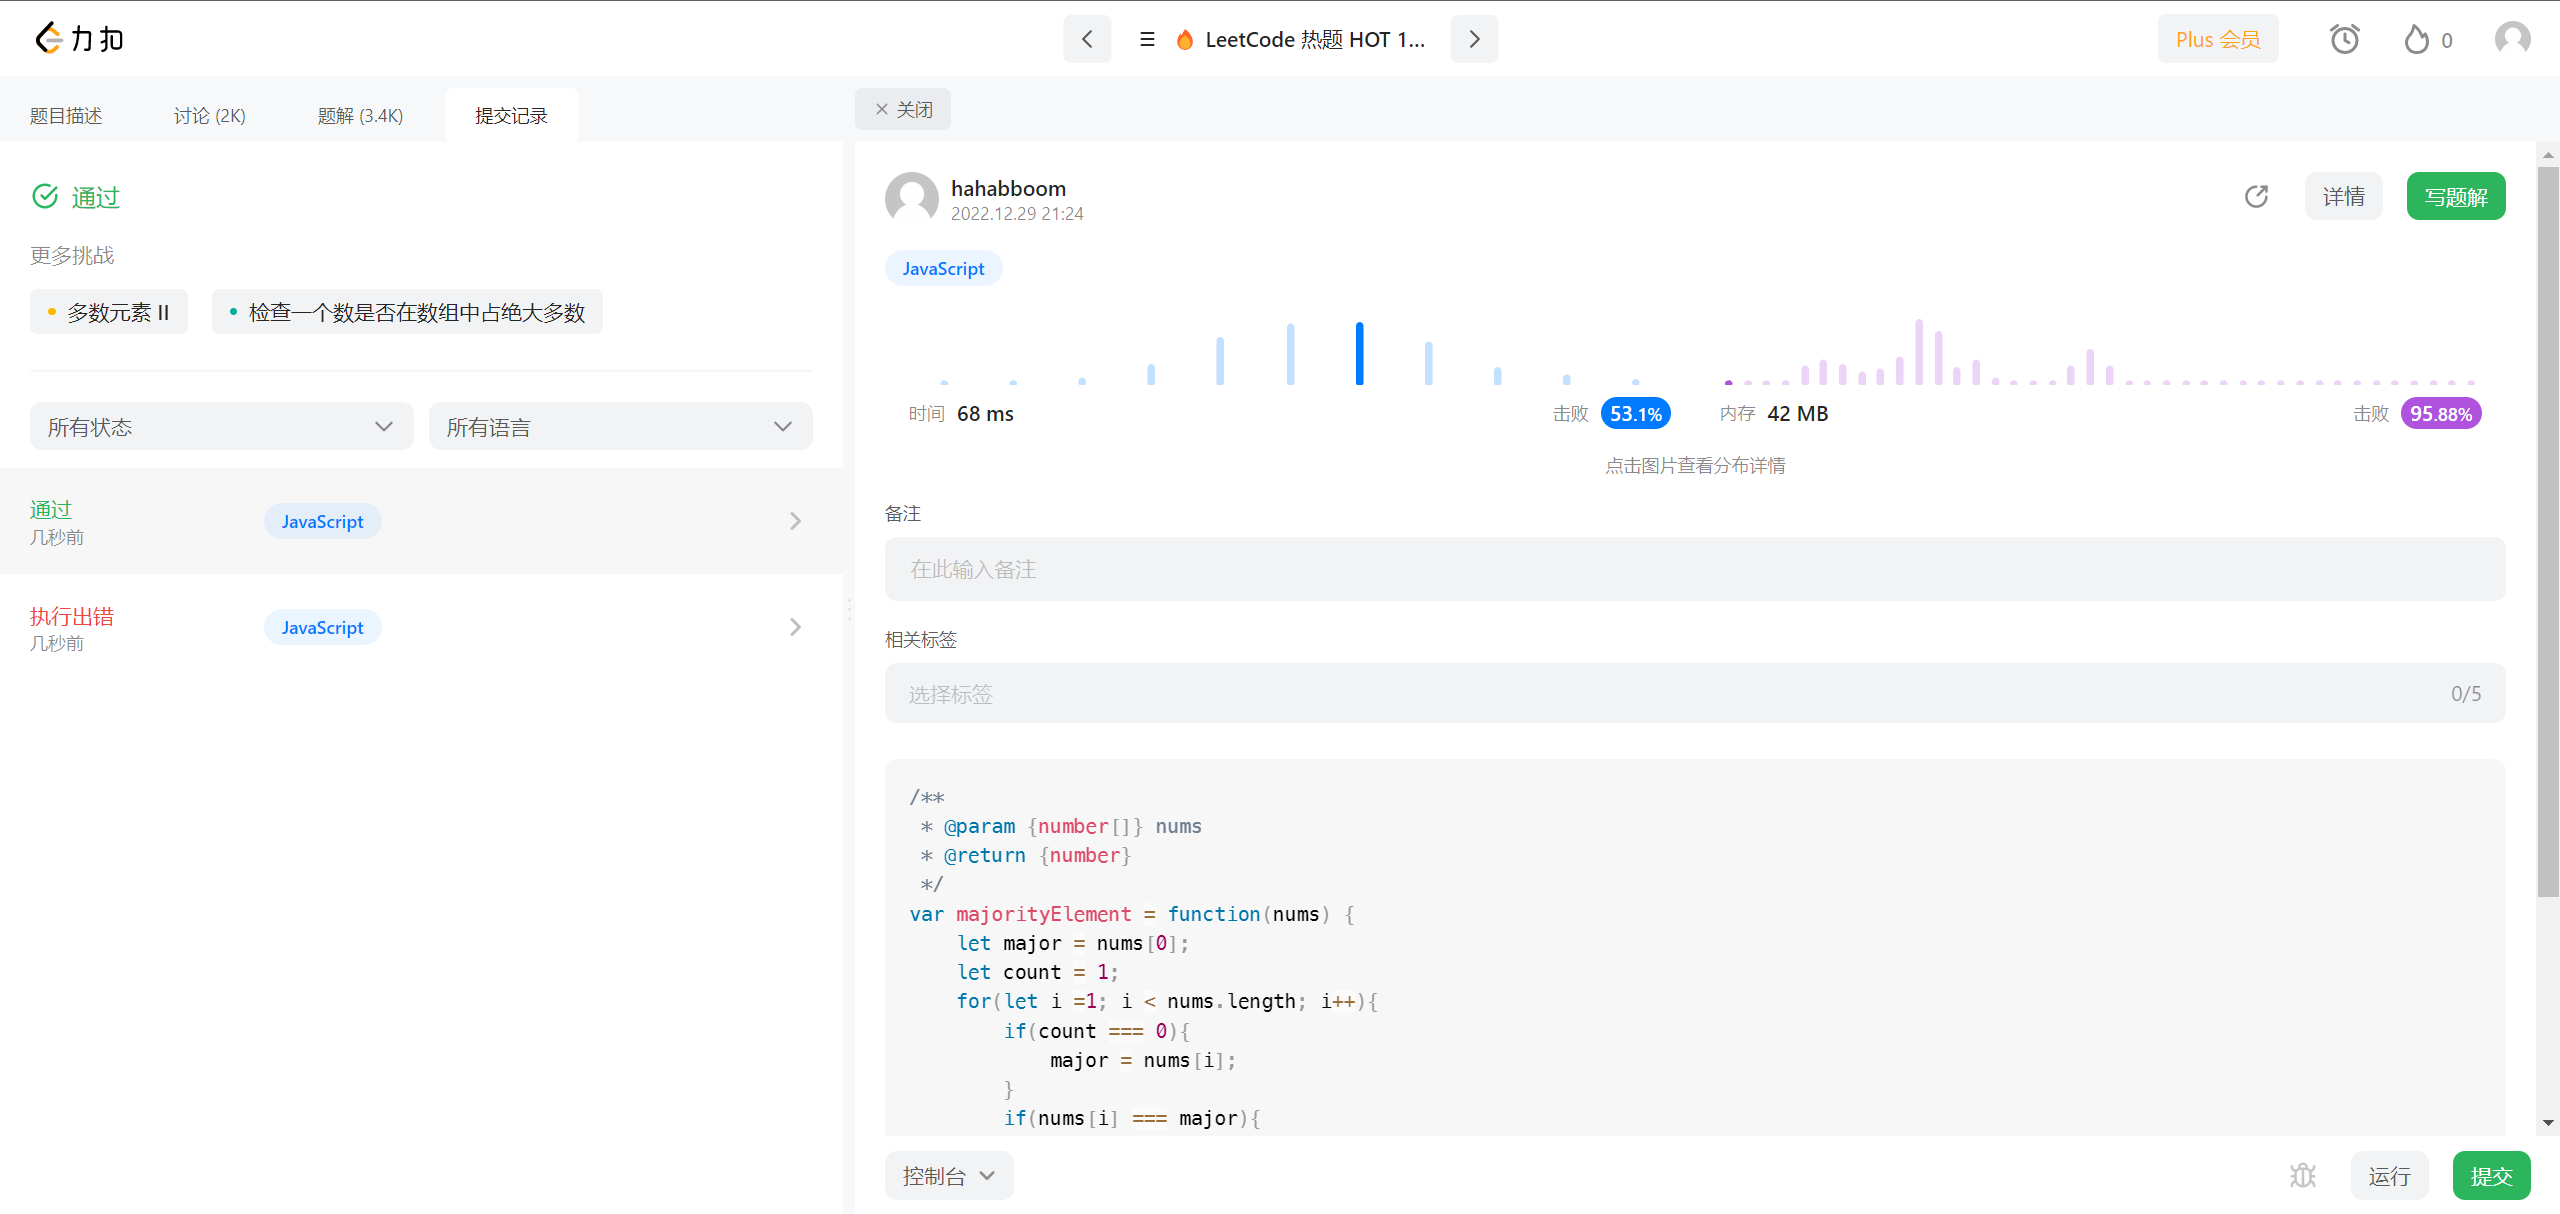 力扣
LeetCode 热题 HOT 1...
Plus 会员
0
题目描述
讨论 (2K)
题解 (3.4K)
提交记录
关闭
通过
更多挑战
多数元素 II
检查一个数是否在数组中占绝大多数
所有状态
所有语言
通过
几秒前
JavaScript
执行出错
几秒前
JavaScript
hahabboom
2022.12.29 21:24
详情
写题解
JavaScript
时间 68 ms
击败 53.1%
内存 42 MB
击败 95.88%
点击图片查看分布详情
备注
在此输入备注
相关标签
选择标签
0/5
/**
 * @param {number[]} nums
 * @return {number}
 */
var majorityElement = function(nums) {
    let major = nums[0];
    let count = 1;
    for(let i =1; i < nums.length; i++){
        if(count === 0){
            major = nums[i];
        }
        if(nums[i] === major){
控制台
运行
提交